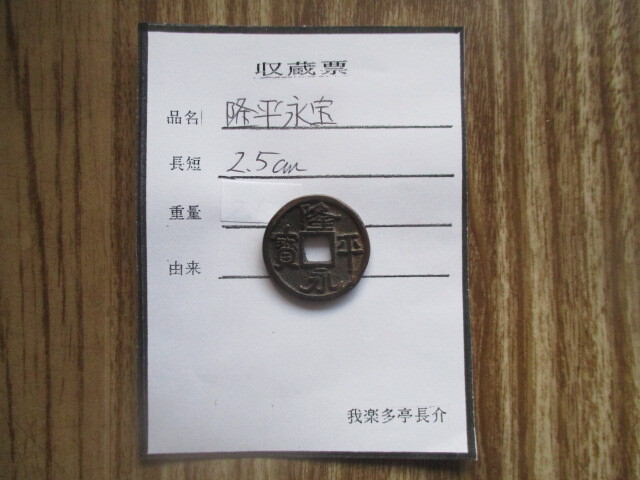 収蔵票
品名 隆平永宝
長短 2.5cm
重量
由来
隆平永寳
我楽多亭長介